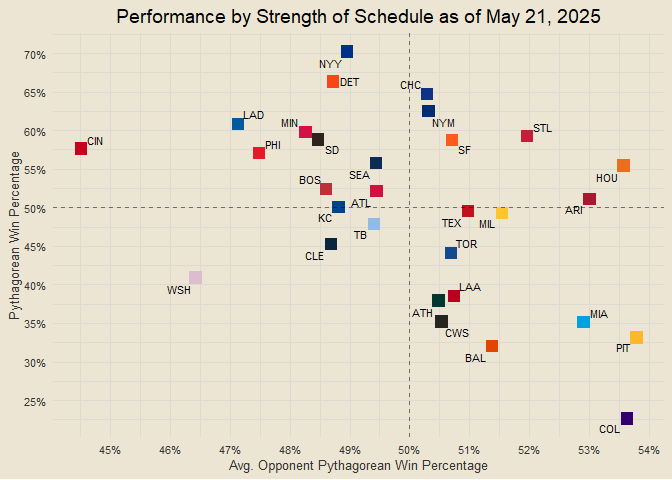 Performance by Strength of Schedule as of May 21, 2025
Pythagorean Win Percentage
70%
65%
60%
55%
50%
45%
40%
35%
30%
25%
NYY
DET
CHC
LAD
MIN
NYM
STL
CIN
PHI
SD
SF
SEA
HOU
BOS
ATL
ARI
KC
TEX
MIL
TB
TOR
CLE
WSH
LAA
ATH
MIA
CWS
PIT
BAL
COL
45%
46%
47%
48%
49%
50%
51%
52%
53%
54%
Avg. Opponent Pythagorean Win Percentage